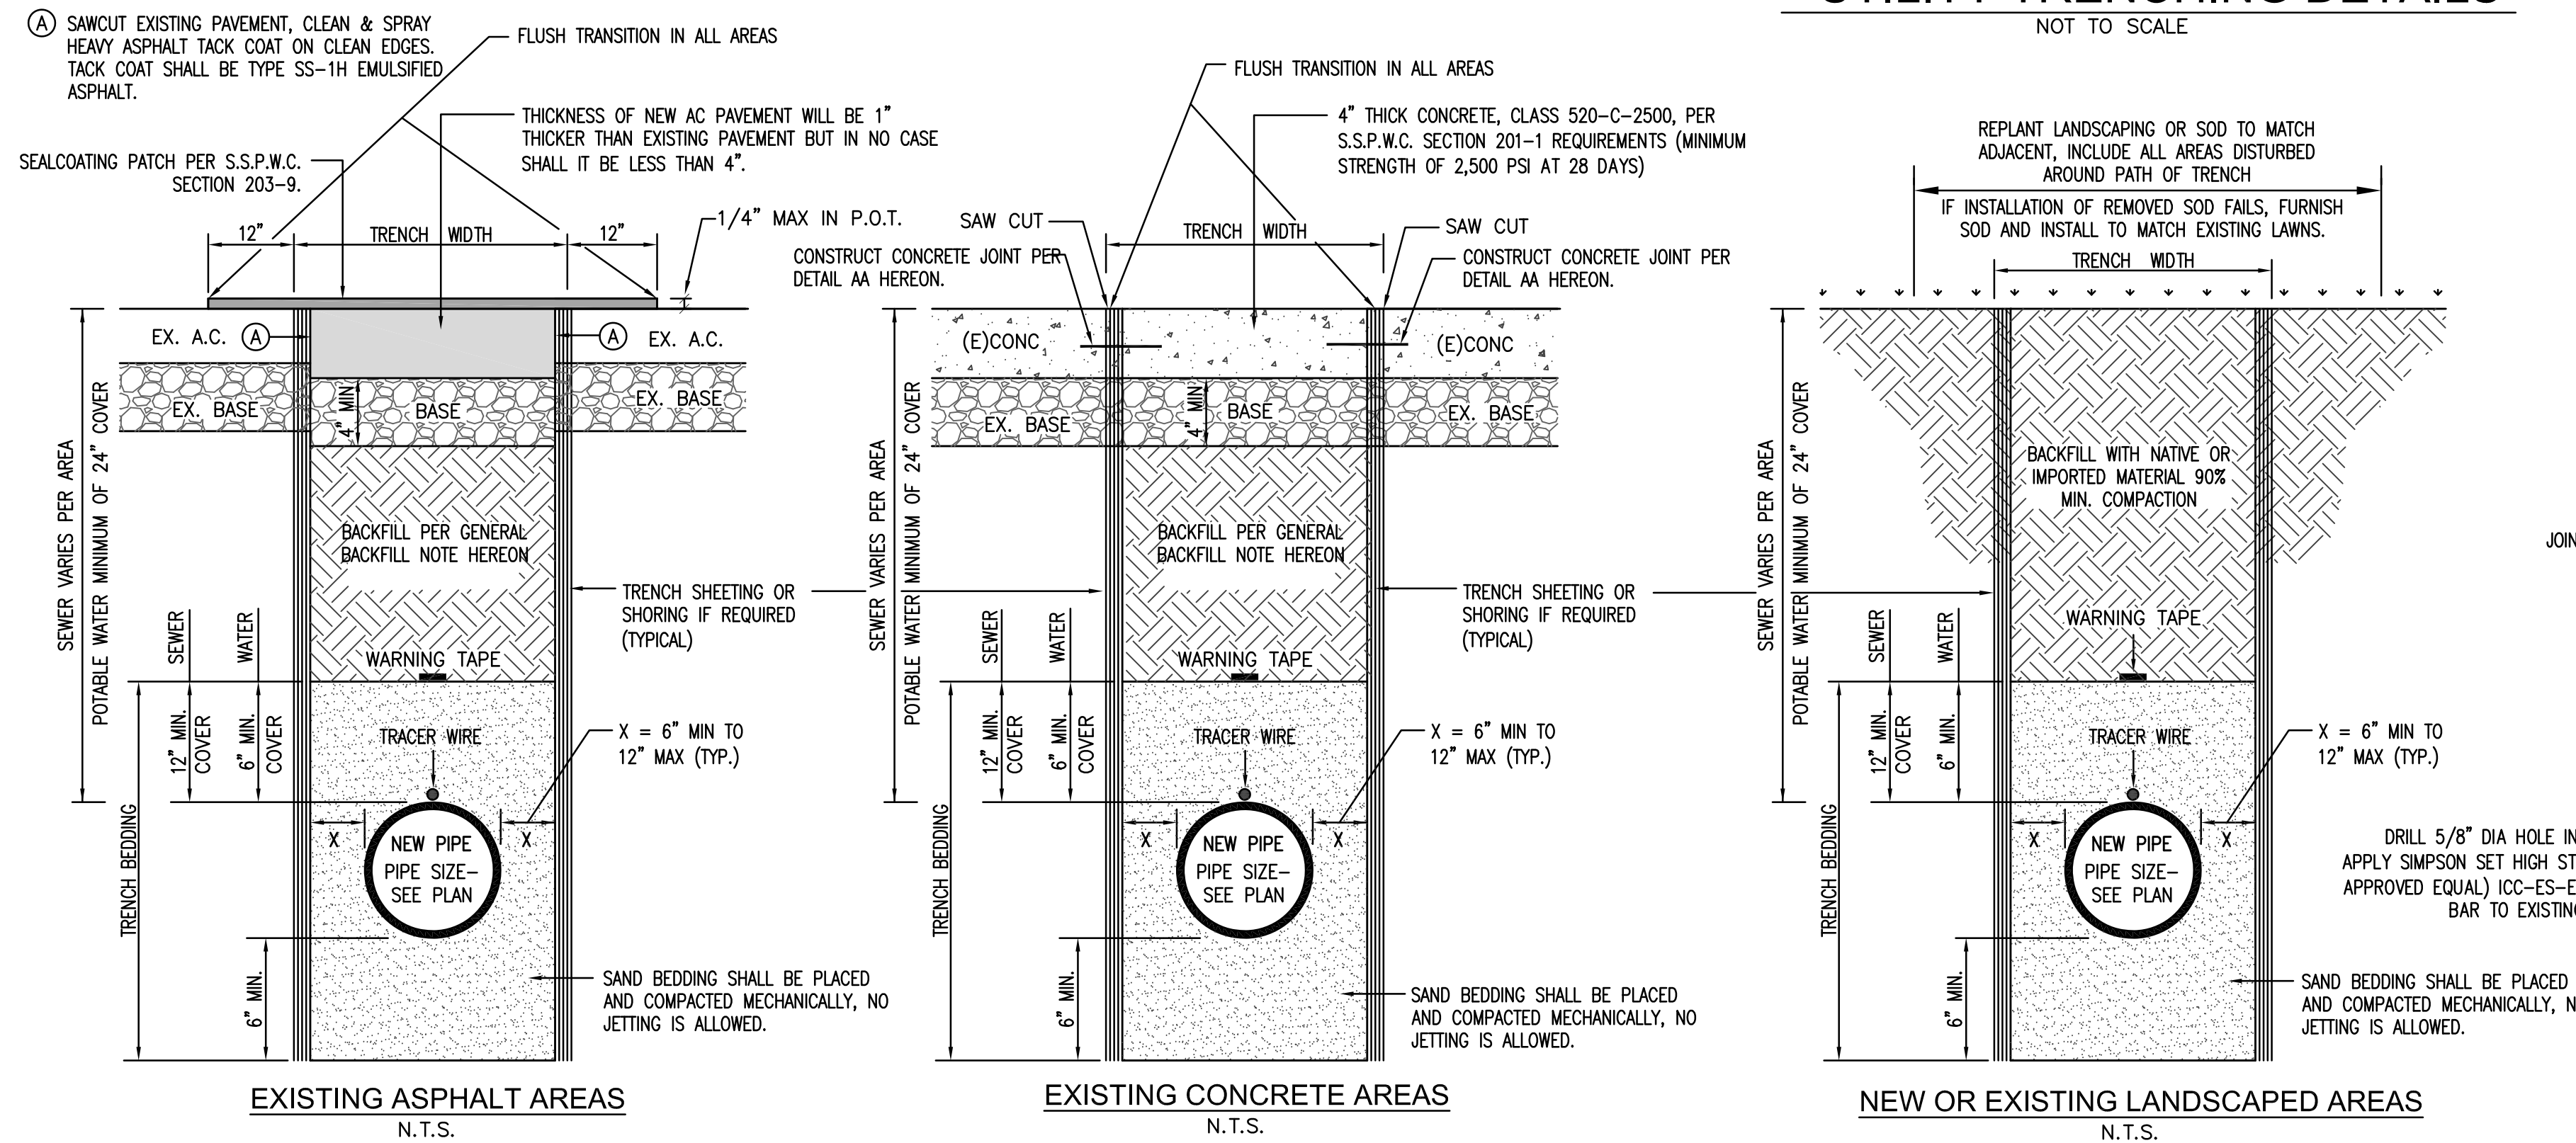 UTILITY TRENCHING DETAILS
NOT TO SCALE
A SAWCUT EXISTING PAVEMENT, CLEAN & SPRAY
HEAVY ASPHALT TACK COAT ON CLEAN EDGES.
TACK COAT SHALL BE TYPE SS-1H EMULSIFIED
ASPHALT.
FLUSH TRANSITION IN ALL AREAS
THICKNESS OF NEW AC PAVEMENT WILL BE 1"
THICKER THAN EXISTING PAVEMENT BUT IN NO CASE
SHALL IT BE LESS THAN 4".
SEALCOATING PATCH PER S.S.P.W.C.
SECTION 203-9.
1/4" MAX IN P.O.T.
12"
TRENCH WIDTH
12"
EX. A.C.
A
A
EX. A.C.
EX. BASE
4" MIN
BASE
EX. BASE
SEWER VARIES PER AREA
POTABLE WATER MINIMUM OF 24" COVER
BACKFILL PER GENERAL
BACKFILL NOTE HEREON
TRENCH SHEETING OR
SHORING IF REQUIRED
(TYPICAL)
SEWER
WATER
WARNING TAPE
12" MIN.
COVER
6" MIN.
COVER
TRACER WIRE
X = 6" MIN TO
12" MAX (TYP.)
X
X
NEW PIPE
PIPE SIZE-
SEE PLAN
TRENCH BEDDING
6" MIN.
SAND BEDDING SHALL BE PLACED
AND COMPACTED MECHANICALLY, NO
JETTING IS ALLOWED.
EXISTING ASPHALT AREAS
N.T.S.
FLUSH TRANSITION IN ALL AREAS
4" THICK CONCRETE, CLASS 520-C-2500, PER
S.S.P.W.C. SECTION 201-1 REQUIREMENTS (MINIMUM
STRENGTH OF 2,500 PSI AT 28 DAYS)
SAW CUT
TRENCH WIDTH
SAW CUT
CONSTRUCT CONCRETE JOINT PER
DETAIL AA HEREON.
CONSTRUCT CONCRETE JOINT PER
DETAIL AA HEREON.
(E)CONC
(E)CONC
EX. BASE
4" MIN
BASE
EX. BASE
SEWER VARIES PER AREA
POTABLE WATER MINIMUM OF 24" COVER
BACKFILL PER GENERAL
BACKFILL NOTE HEREON
TRENCH SHEETING OR
SHORING IF REQUIRED
(TYPICAL)
SEWER
WATER
WARNING TAPE
12" MIN.
COVER
6" MIN.
COVER
TRACER WIRE
X = 6" MIN TO
12" MAX (TYP.)
X
X
NEW PIPE
PIPE SIZE-
SEE PLAN
TRENCH BEDDING
6" MIN.
SAND BEDDING SHALL BE PLACED
AND COMPACTED MECHANICALLY, NO
JETTING IS ALLOWED.
EXISTING CONCRETE AREAS
N.T.S.
REPLANT LANDSCAPING OR SOD TO MATCH
ADJACENT, INCLUDE ALL AREAS DISTURBED
AROUND PATH OF TRENCH
IF INSTALLATION OF REMOVED SOD FAILS, FURNISH
SOD AND INSTALL TO MATCH EXISTING LAWNS.
TRENCH WIDTH
SEWER VARIES PER AREA
POTABLE WATER MINIMUM OF 24" COVER
BACKFILL WITH NATIVE OR
IMPORTED MATERIAL 90%
MIN. COMPACTION
SEWER
WATER
WARNING TAPE
12" MIN.
COVER
6" MIN.
TRACER WIRE
X = 6" MIN TO
12" MAX (TYP.)
X
X
NEW PIPE
PIPE SIZE-
SEE PLAN
TRENCH BEDDING
6" MIN.
SAND BEDDING SHALL BE PLACED
AND COMPACTED MECHANICALLY, N
JETTING IS ALLOWED.
NEW OR EXISTING LANDSCAPED AREAS
N.T.S.
JOIN
DRILL 5/8" DIA HOLE IN
APPLY SIMPSON SET HIGH ST
APPROVED EQUAL) ICC-ES-E
BAR TO EXISTING